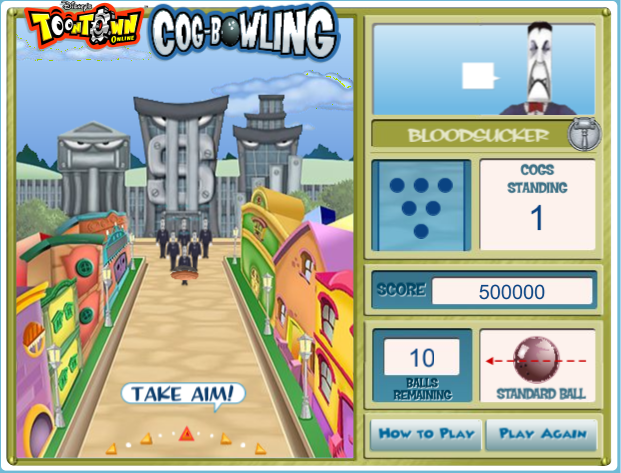 Disney's
TOONTOWN
ONLINE
COG-BOWLING
BLOODSUCKER
COGS
STANDING
1
SCORE
500000
10
BALLS
REMAINING
STANDARD BALL
TAKE AIM!
HOW TO PLAY
PLAY AGAIN